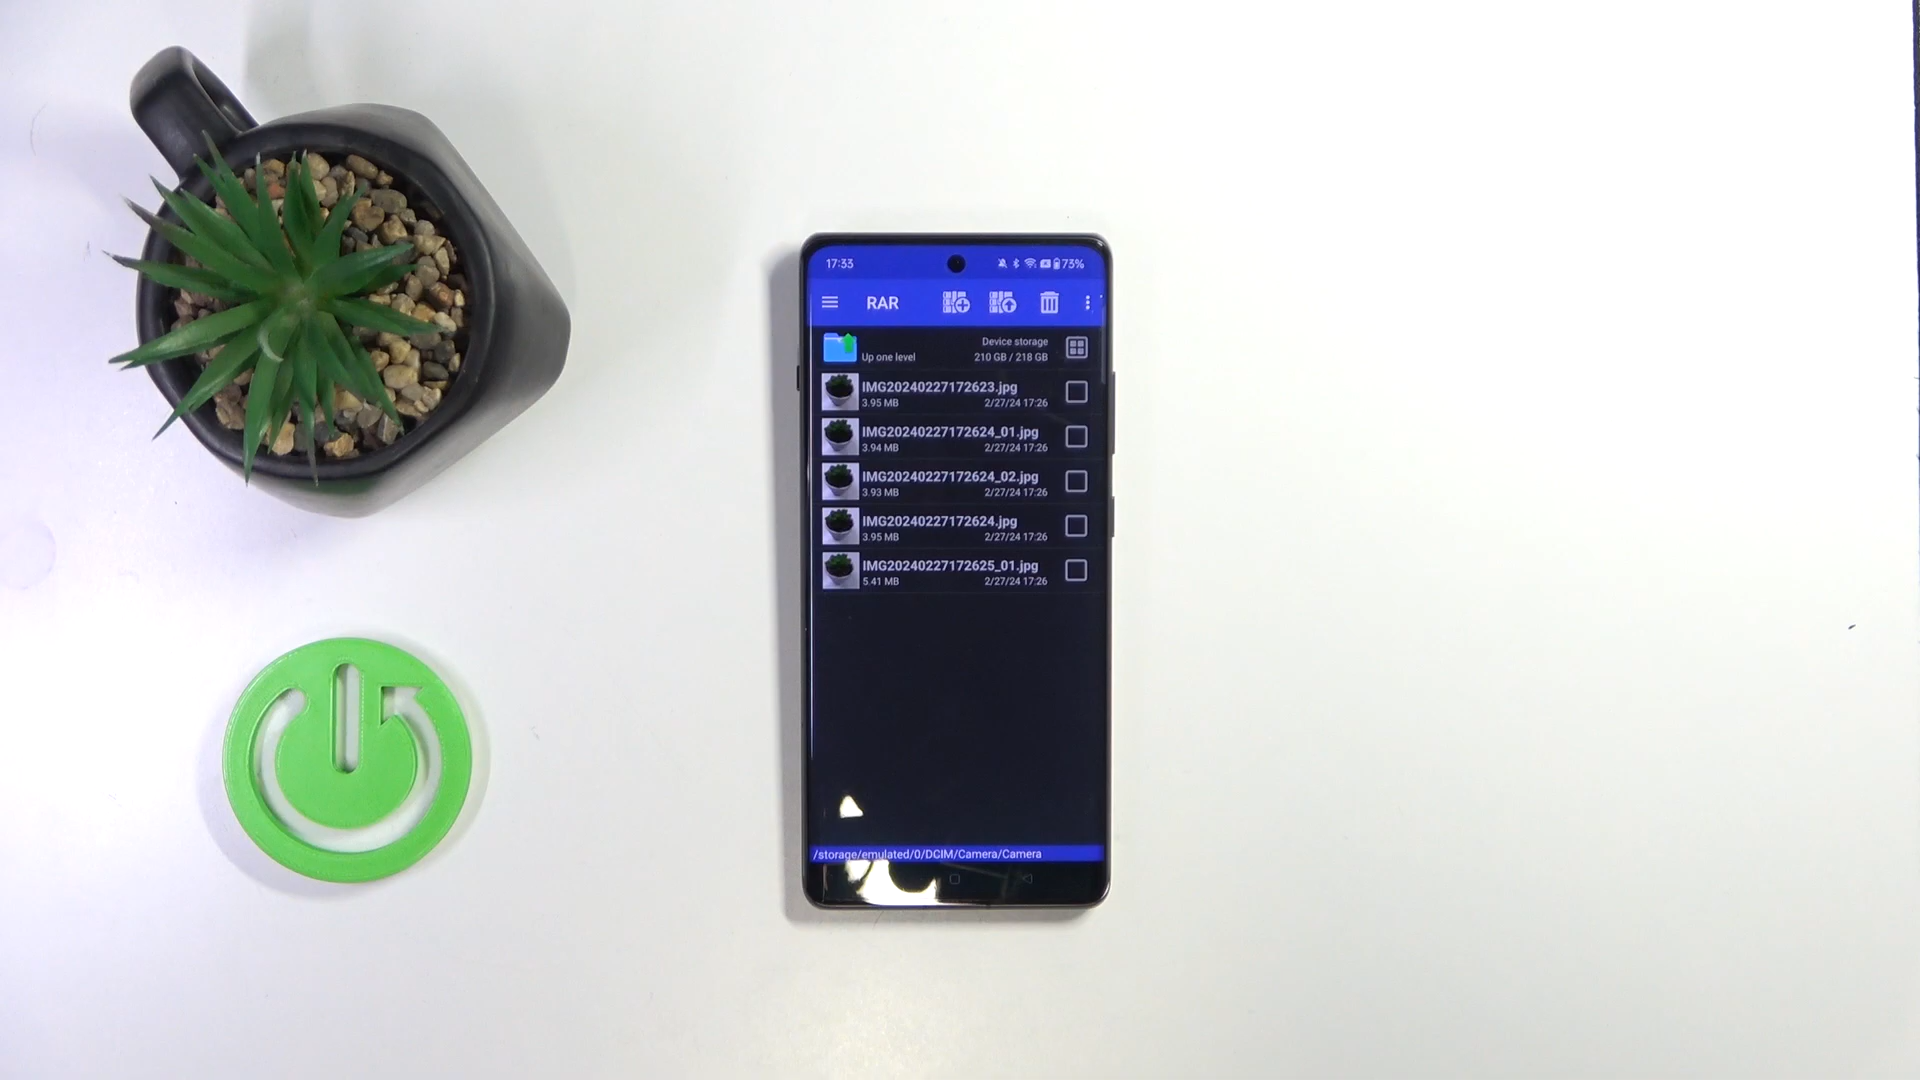 17:33 73%
RAR
Device storage
Up one level 210 GB / 218 GB
IMG20240227172623.jpg
3.95 MB 2/27/24 17:26
IMG20240227172624_01.jpg
3.94 MB 2/27/24 17:26
IMG20240227172624_02.jpg
3.93 MB 2/27/24 17:26
IMG20240227172624.jpg
3.95 MB 2/27/24 17:26
IMG20240227172625_01.jpg
5.41 MB 2/27/24 17:26
/storage/emulated/0/DCIM/Camera/Camera